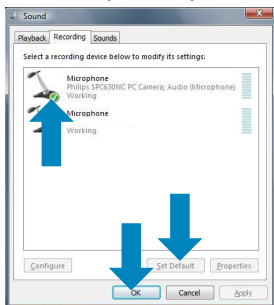 Sound
Playback Recording Sounds
Select a recording device below to modify its settings:
Microphone
Philips SPC630NC PC Camera; Audio (Microphone)
Working
Microphone
Working
Configure Set Default Properties
OK Cancel Apply